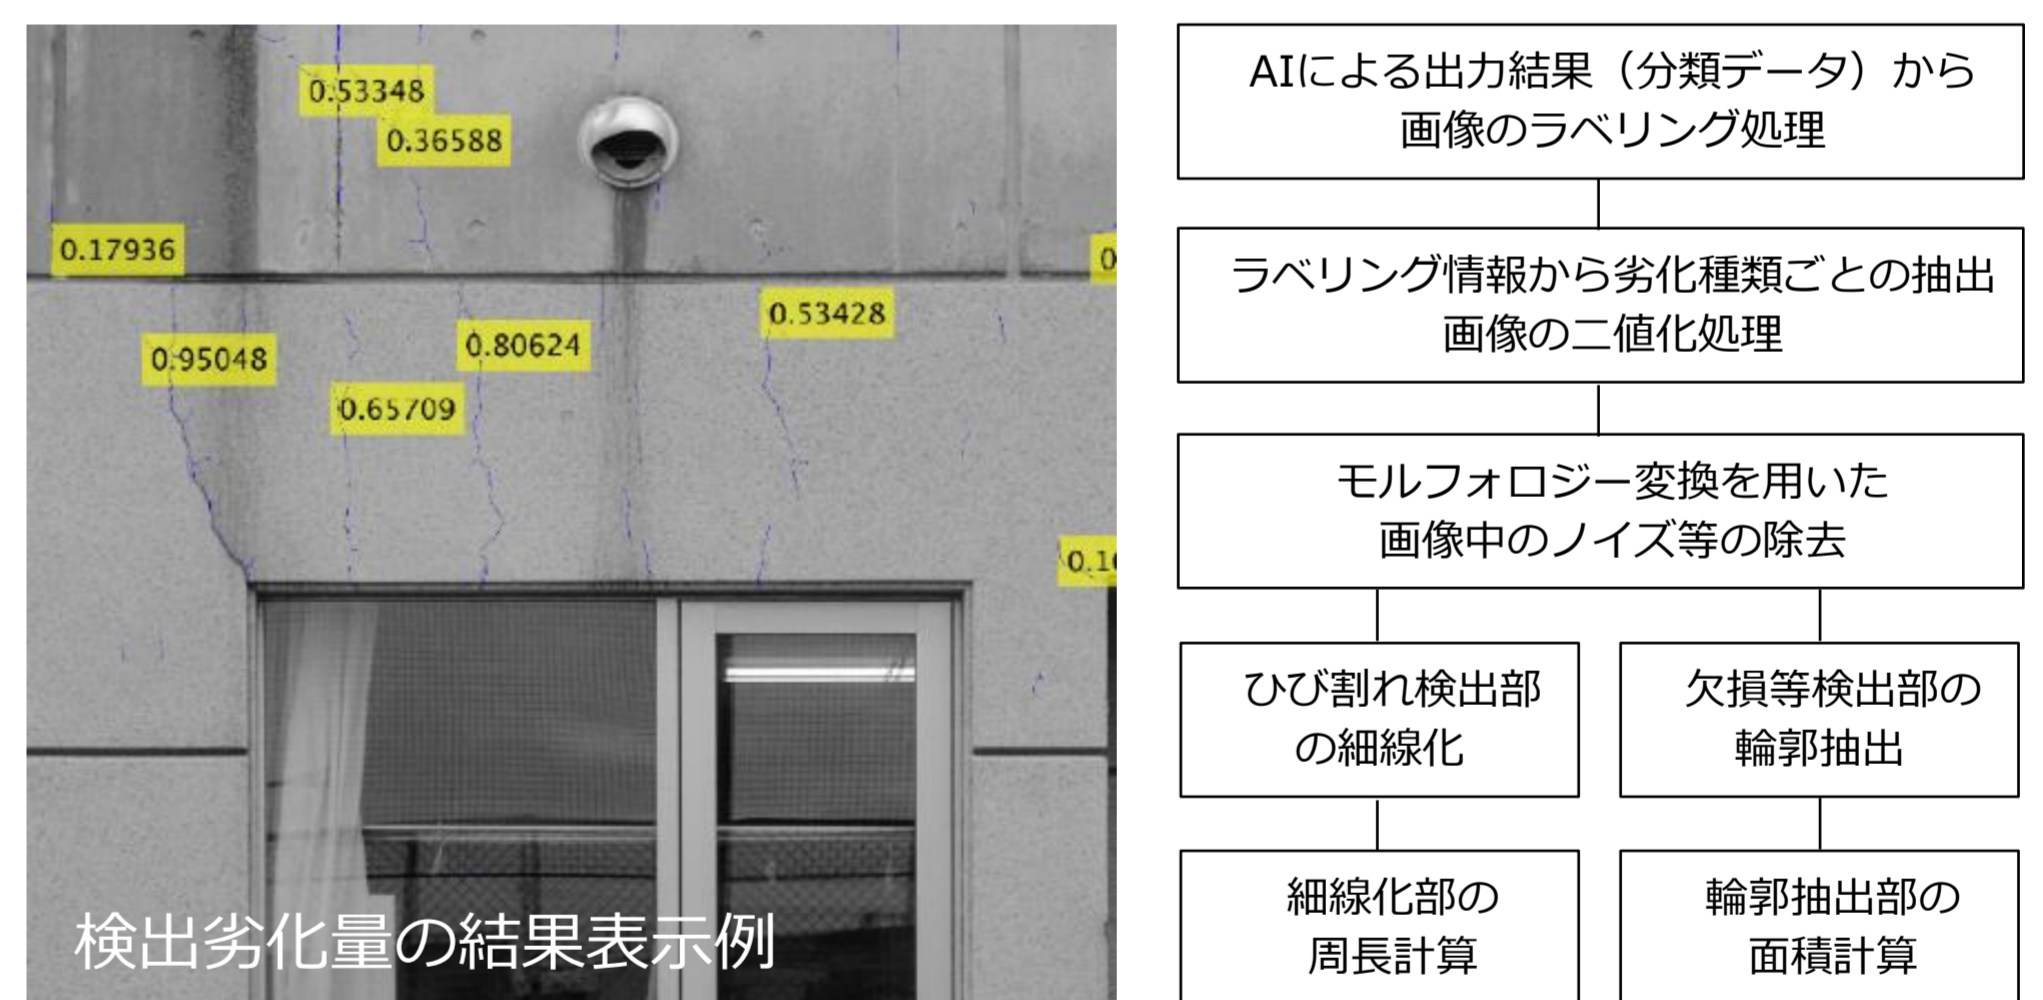 0.53348
0.36588
0.17936
0.95048
0.80624
0.53428
0.65709
検出劣化量の結果表示例
AIによる出力結果（分類データ）から
画像のラベリング処理
ラベリング情報から劣化種類ごとの抽出
画像の二値化処理
モルフォロジー変換を用いた
画像中のノイズ等の除去
ひび割れ検出部
の細線化
欠損等検出部の
輪郭抽出
細線化部の
周長計算
輪郭抽出部の
面積計算